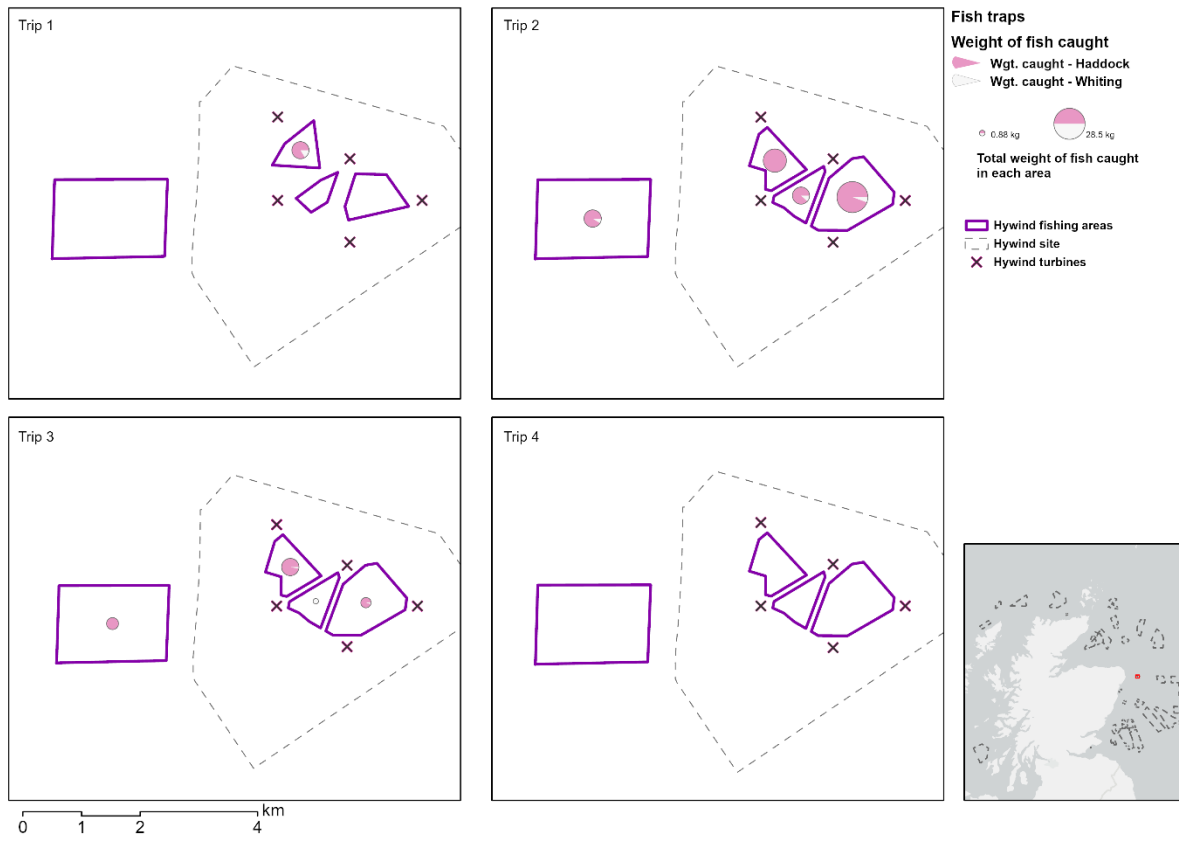 Trip 1
Trip 2
Fish traps
Weight of fish caught
Wgt. caught - Haddock
Wgt. caught - Whiting
0.88 kg
28.5 kg
Total weight of fish caught
in each area
Hywind fishing areas
Hywind site
Hywind turbines
Trip 3
Trip 4
km
0 1 2 4